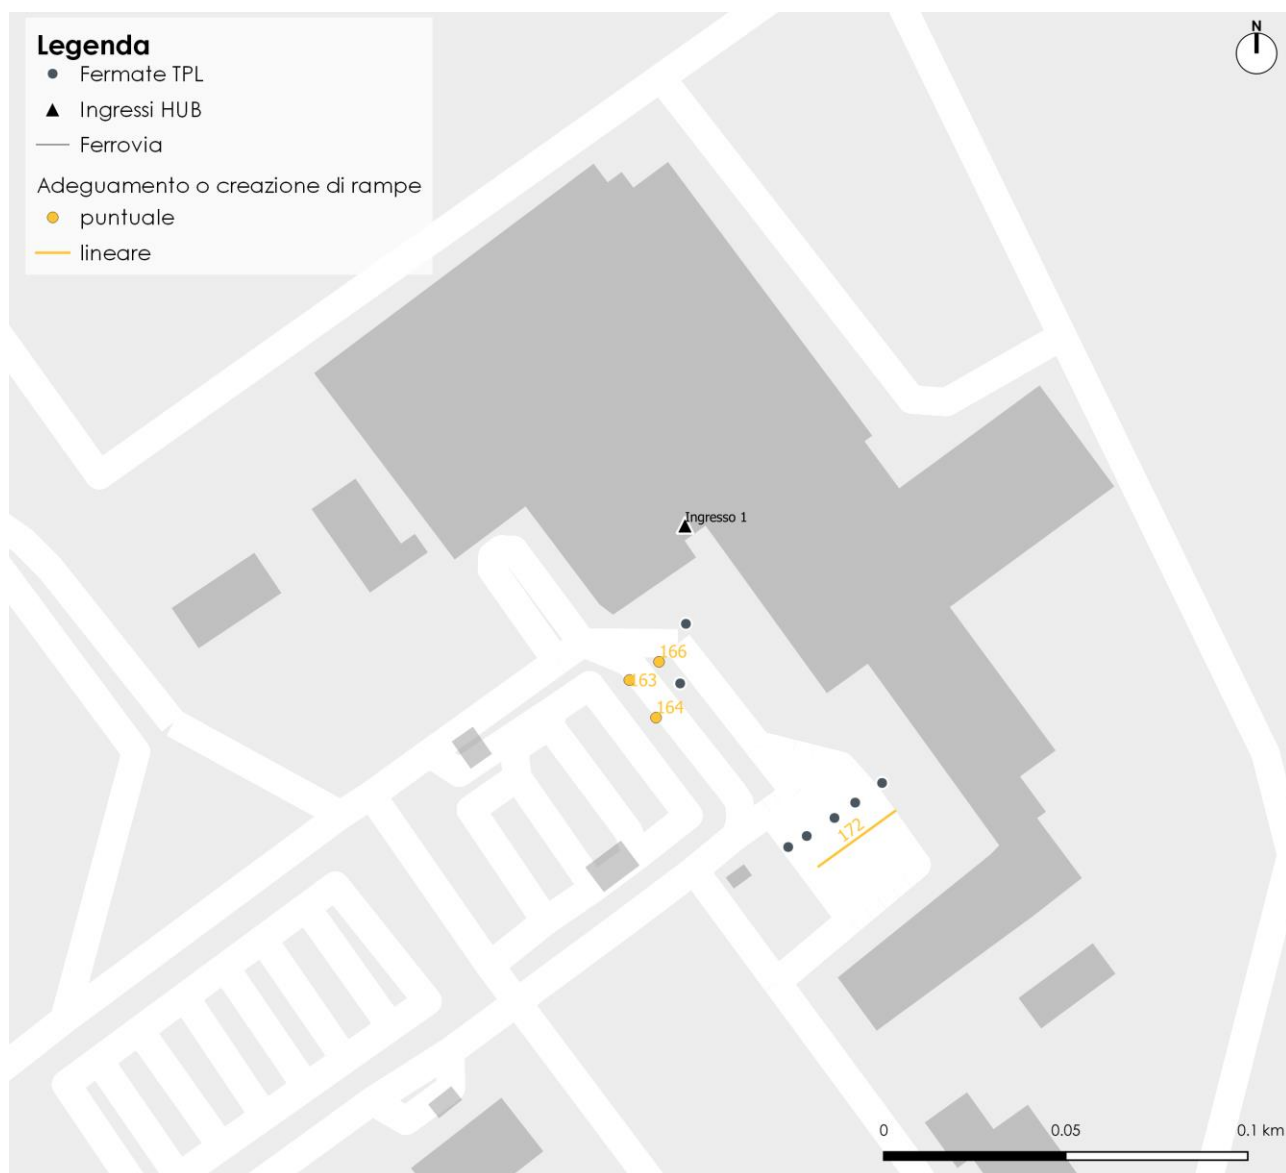 Legenda
Fermate TPL
Ingressi HUB
Ferrovia
Adeguamento o creazione di rampe
puntuale
lineare
N
Ingresso 1
166
163
164
172
0 0.05 0.1 km